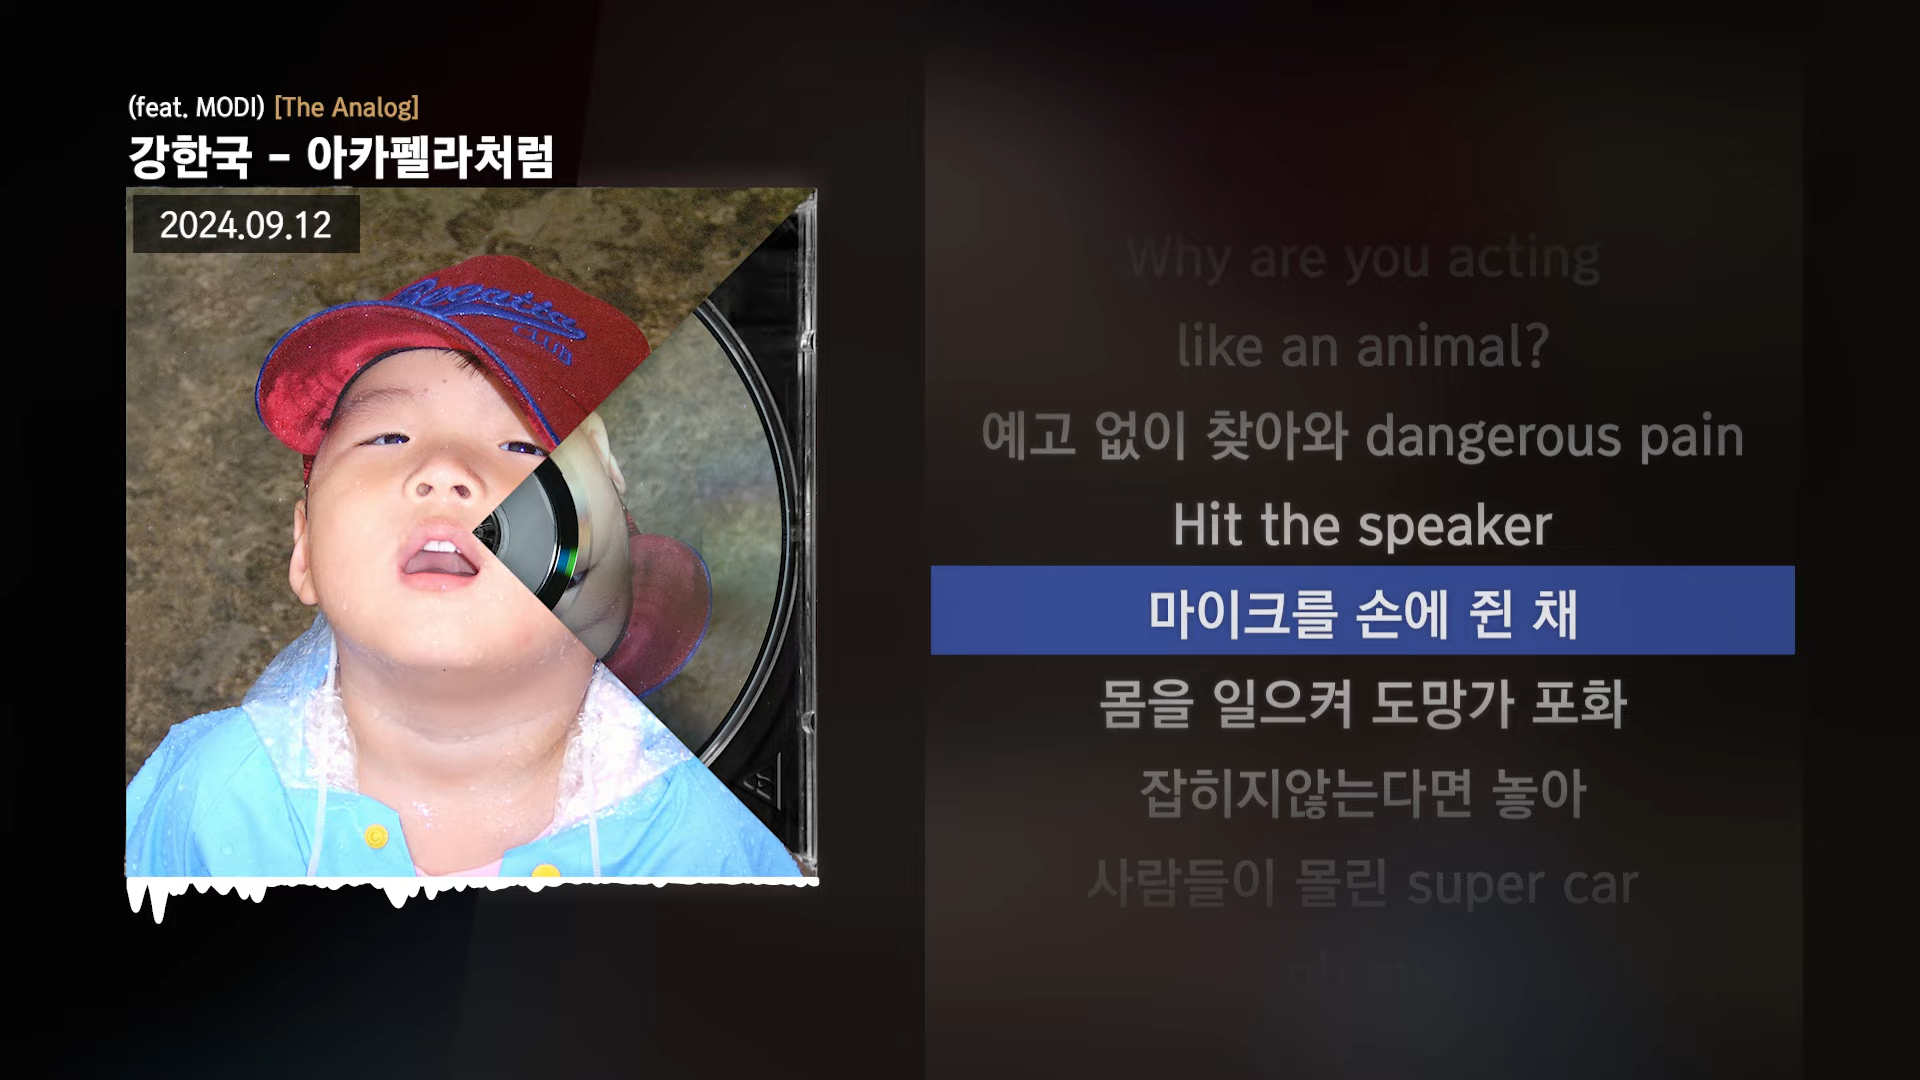 (feat. MODI) [The Analog]
강한국 - 아카펠라처럼
2024.09.12
CLUB
Why are you acting
like an animal?
예고 없이 찾아와 dangerous pain
Hit the speaker
마이크를 손에 쥔 채
몸을 일으켜 도망가 포화
잡히지않는다면 놓아
사람들이 몰린 super car